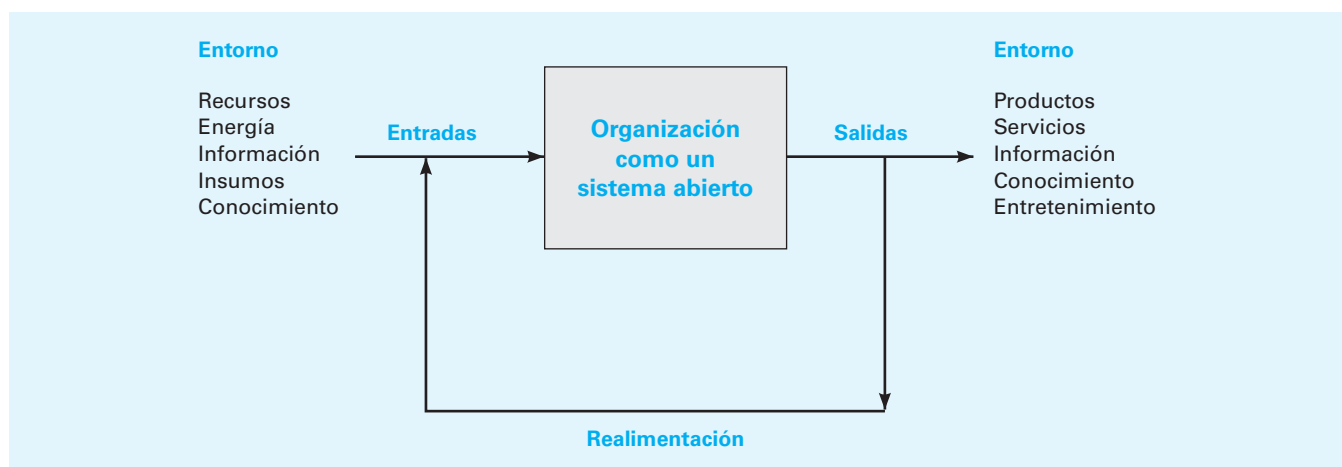 Entorno
Recursos
Energía
Información
Insumos
Conocimiento
Entradas
Organización
como un
sistema abierto
Salidas
Entorno
Productos
Servicios
Información
Conocimiento
Entretenimiento
Realimentación